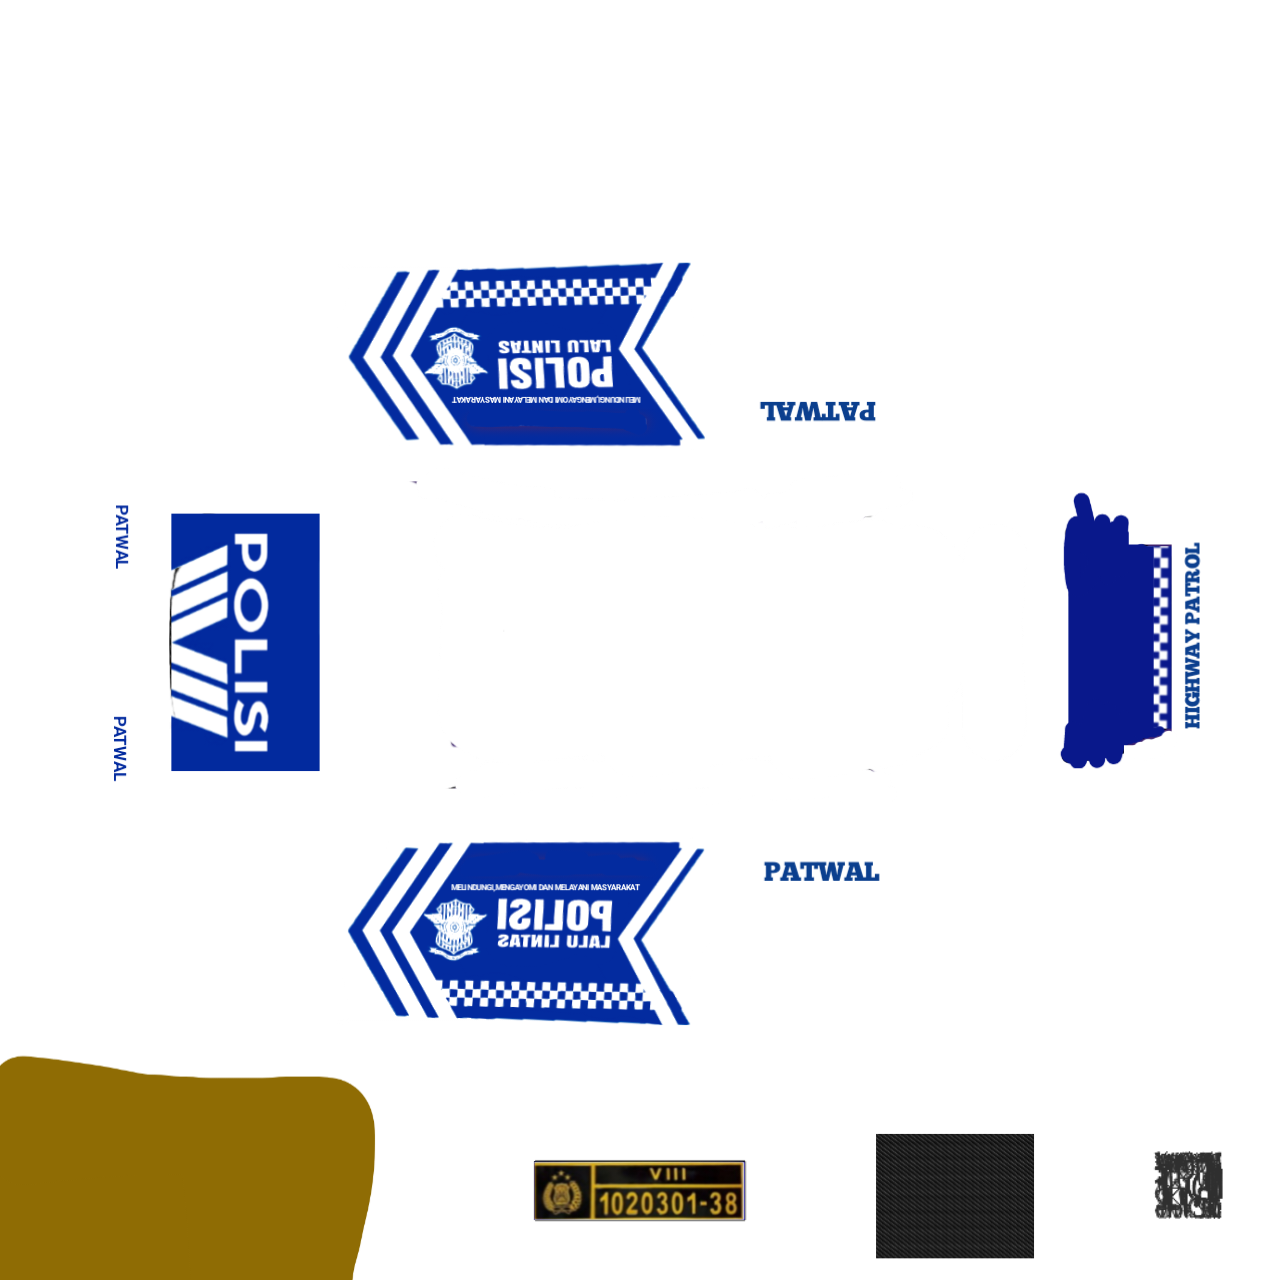 LALU LINTAS
POLISI
MELINDUNGI,MENGAYOMI DAN MELAYANI MASYARAKAT
PATWAL
PATWAL
POLISI
PATWAL
HIGHWAY PATROL
MELINDUNGI,MENGAYOMI DAN MELAYANI MASYARAKAT
POLISI
LALU LINTAS
PATWAL
VIII
1020301-38